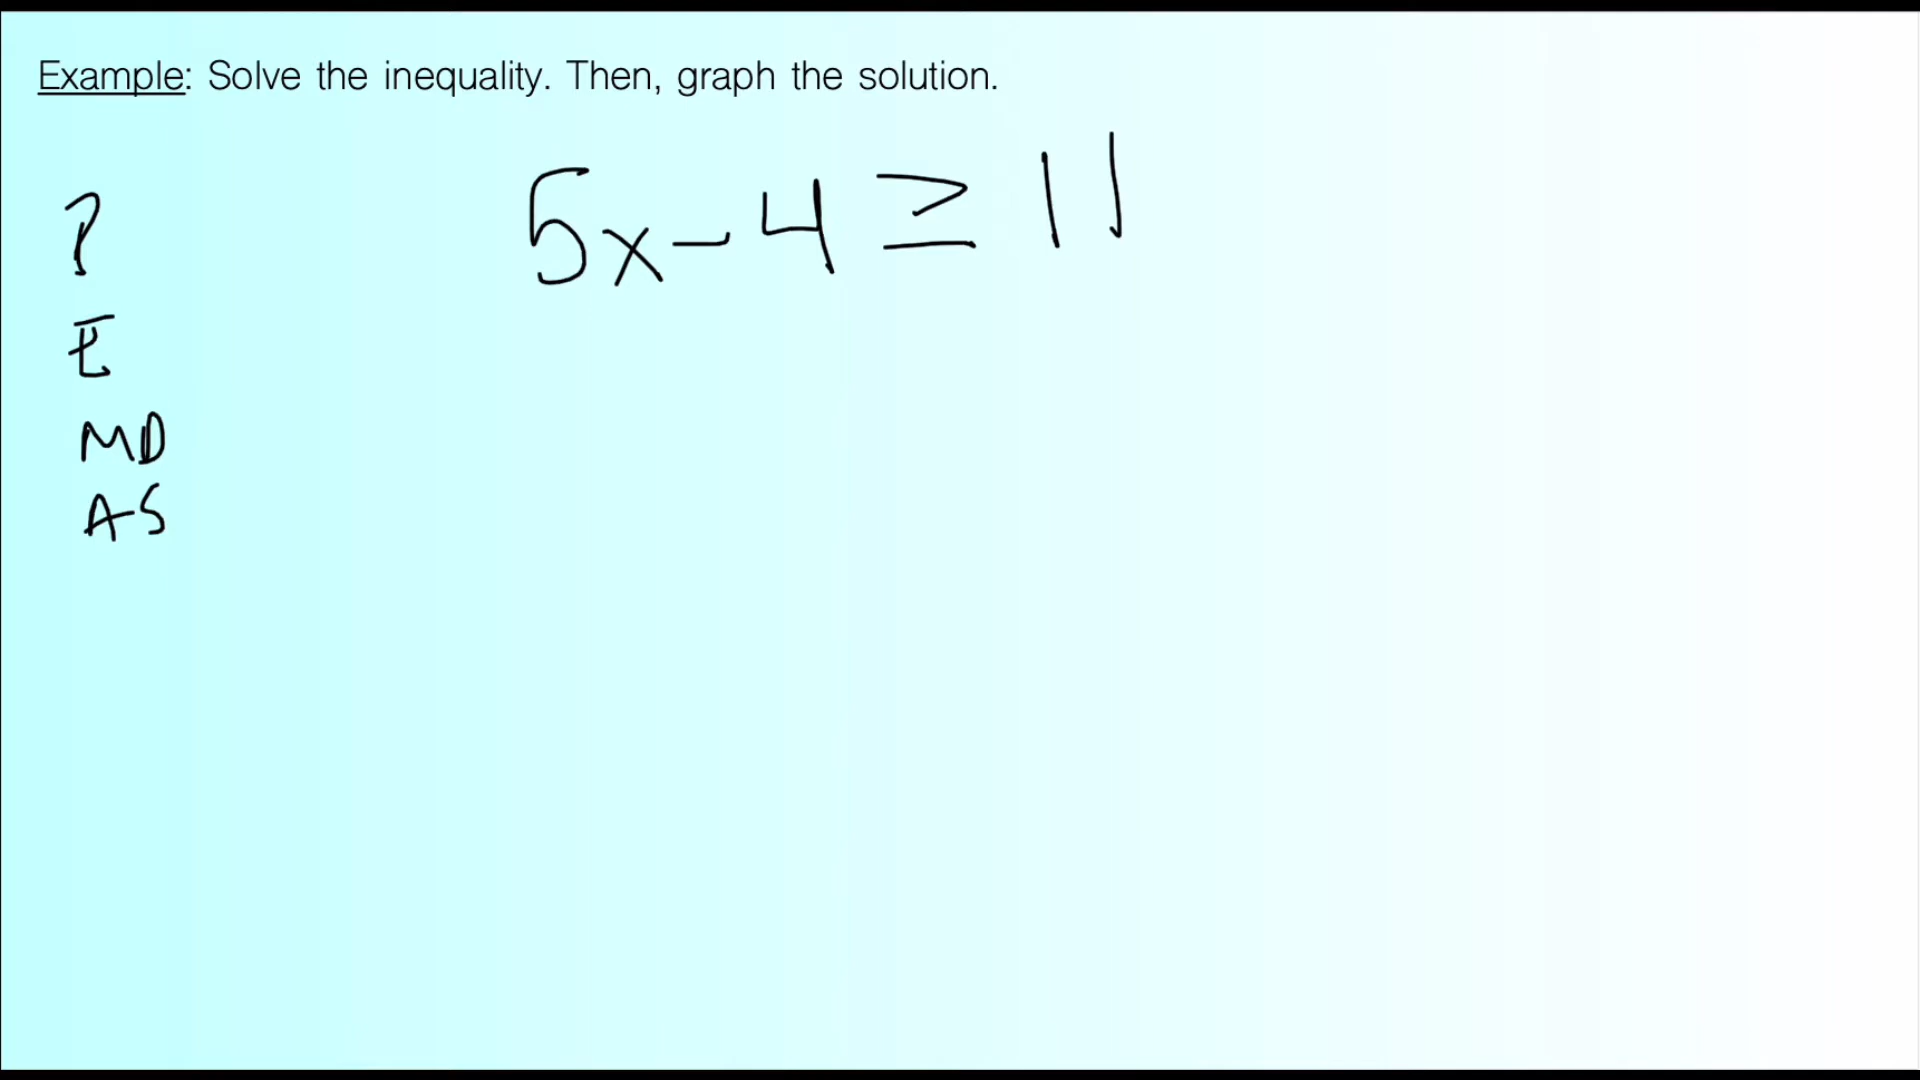 Example: Solve the inequality. Then, graph the solution.
5x-4≥11
P
E
MD
AS